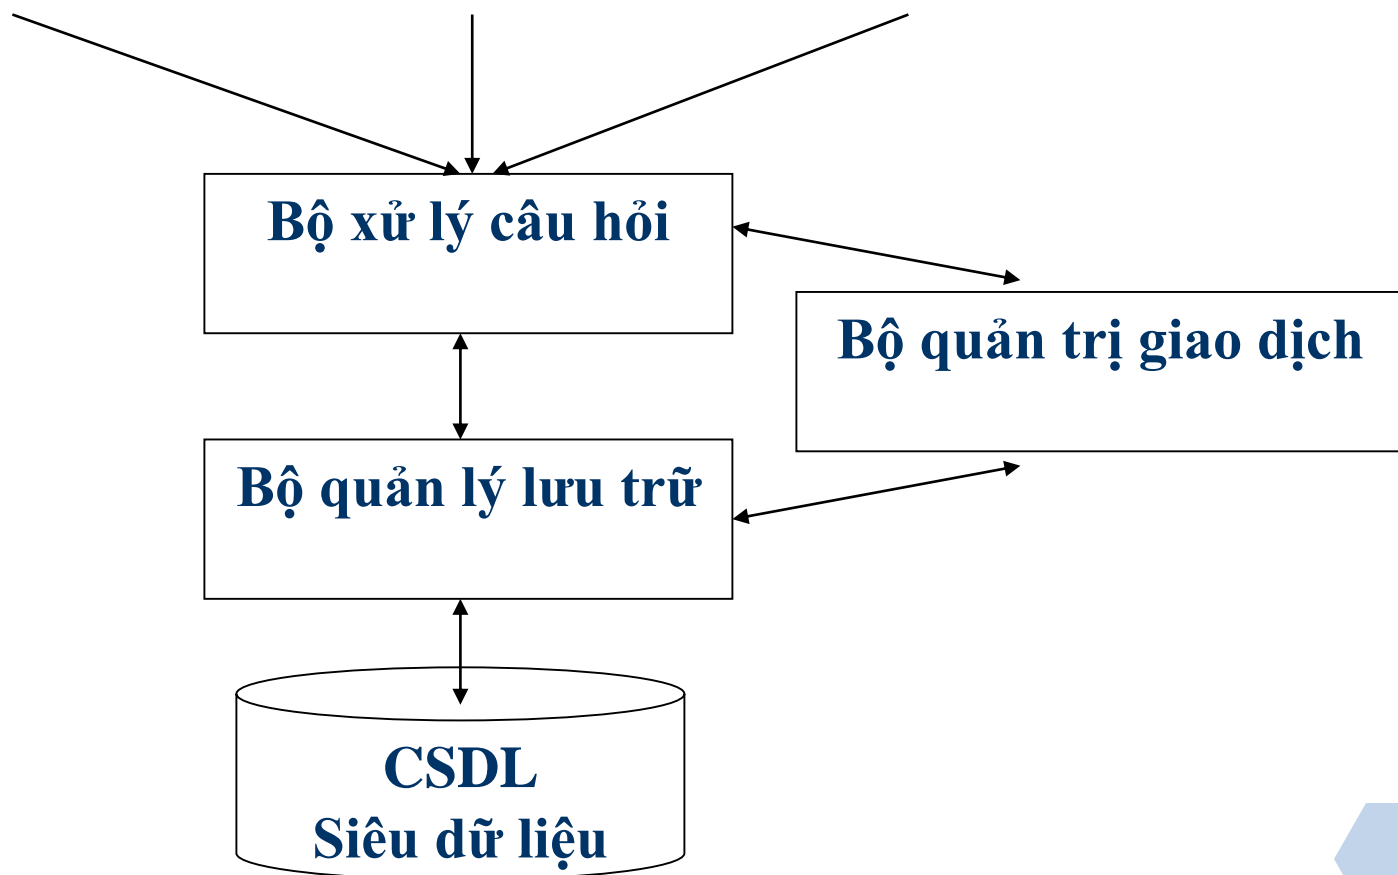 Bộ xử lý câu hỏi
Bộ quản trị giao dịch
Bộ quản lý lưu trữ
CSDL
Siêu dữ liệu